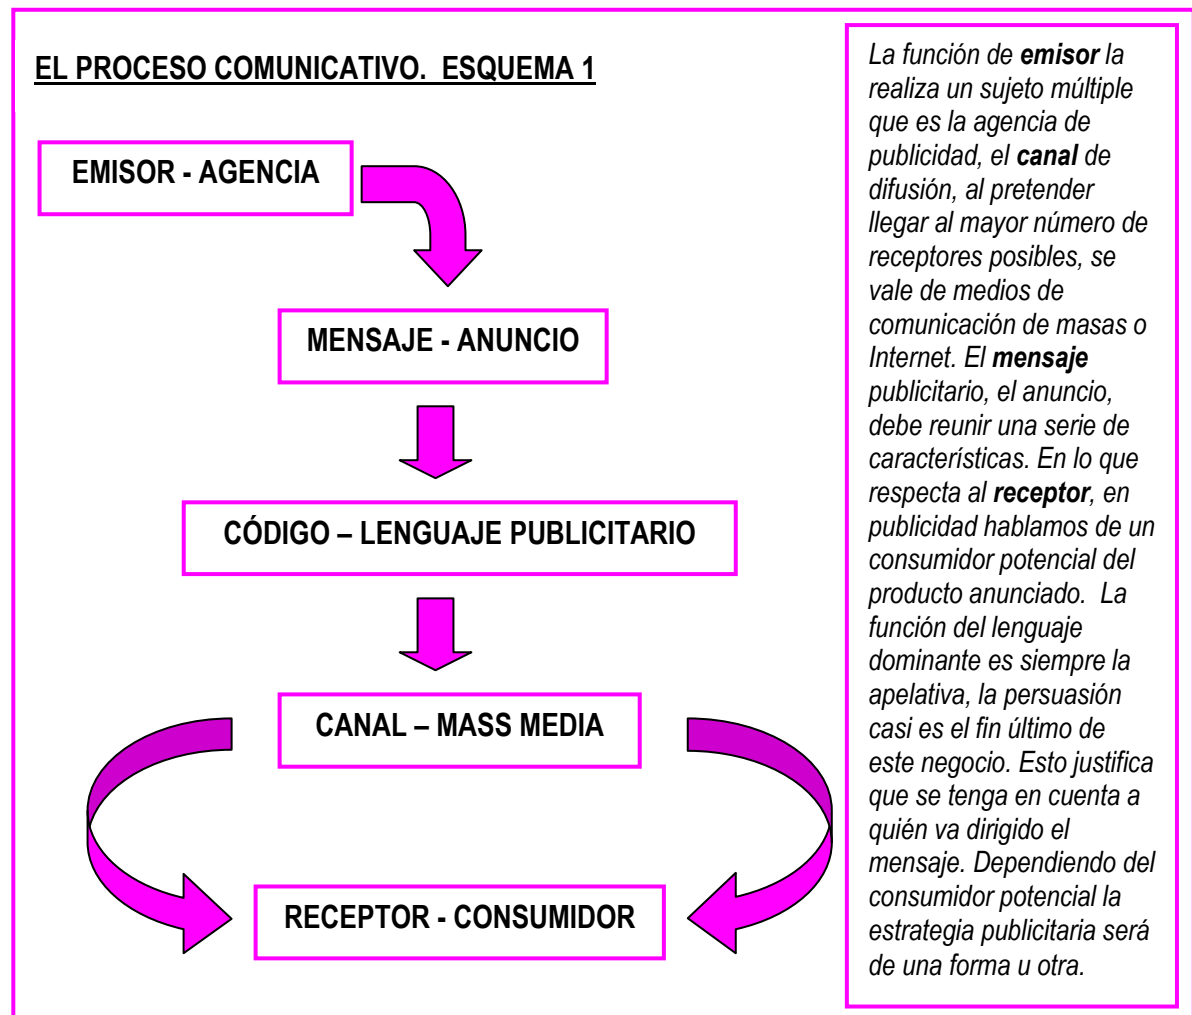 EL PROCESO COMUNICATIVO. ESQUEMA 1
EMISOR - AGENCIA
MENSAJE - ANUNCIO
CÓDIGO – LENGUAJE PUBLICITARIO
CANAL – MASS MEDIA
RECEPTOR - CONSUMIDOR
La función de emisor la
realiza un sujeto múltiple
que es la agencia de
publicidad, el canal de
difusión, al pretender
llegar al mayor número de
receptores posibles, se
vale de medios de
comunicación de masas o
Internet. El mensaje
publicitario, el anuncio,
debe reunir una serie de
características. En lo que
respecta al receptor, en
publicidad hablamos de un
consumidor potencial del
producto anunciado. La
función del lenguaje
dominante es siempre la
apelativa, la persuasión
casi es el fin último de
este negocio. Esto justifica
que se tenga en cuenta a
quién va dirigido el
mensaje. Dependiendo del
consumidor potencial la
estrategia publicitaria será
de una forma u otra.